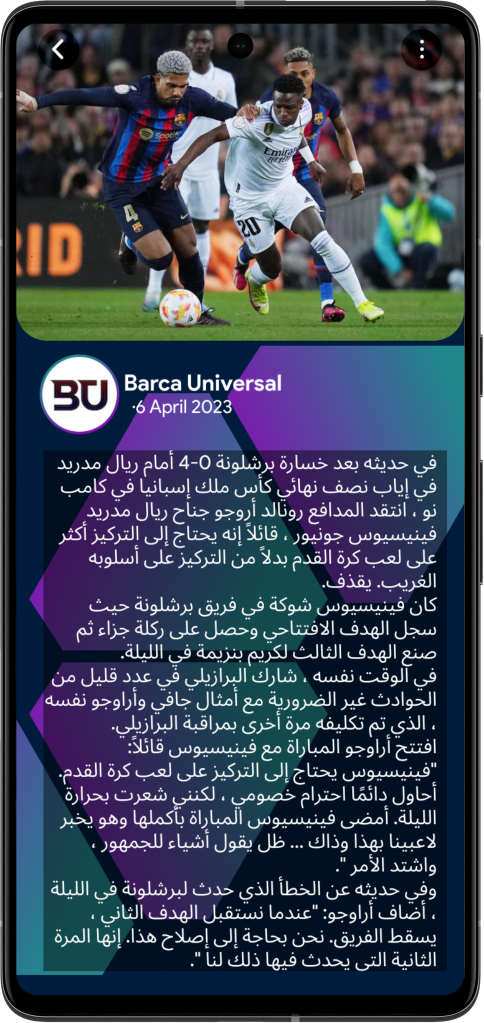 Spotify
4
Emirates
20
RID
BU
Barca Universal
·6 April 2023
في حديثه بعد خسارة برشلونة 0-4 أمام ريال مدريد
في إياب نصف نهائي كأس ملك إسبانيا في كامب
نو ، انتقد المدافع رونالد أروجو جناح ريال مدريد
فينيسيوس جونيور ، قائلاً إنه يحتاج إلى التركيز أكثر
على لعب كرة القدم بدلاً من التركيز على أسلوبه
الغريب. يقذف.
كان فينيسيوس شوكة في فريق برشلونة حيث
سجل الهدف الافتتاحي وحصل على ركلة جزاء ثم
صنع الهدف الثالث لكريم بنزيمة في الليلة.
في الوقت نفسه ، شارك البرازيلي في عدد قليل من
الحوادث غير الضرورية مع أمثال جافي وأراوجو نفسه
، الذي تم تكليفه مرة أخرى بمراقبة البرازيلي.
افتتح أراوجو المباراة مع فينيسيوس قائلاً:
"فينيسيوس يحتاج إلى التركيز على لعب كرة القدم.
أحاول دائمًا احترام خصومي ، لكنني شعرت بحرارة
الليلة. أمضى فينيسيوس المباراة بأكملها وهو يخبر
لاعبينا بهذا وذاك ... ظل يقول أشياء للجمهور ،
واشتد الأمر ".
وفي حديثه عن الخطأ الذي حدث لبرشلونة في الليلة
، أضاف أراوجو: "عندما نستقبل الهدف الثاني ،
يسقط الفريق. نحن بحاجة إلى إصلاح هذا. إنها المرة
الثانية التي يحدث فيها ذلك لنا ".